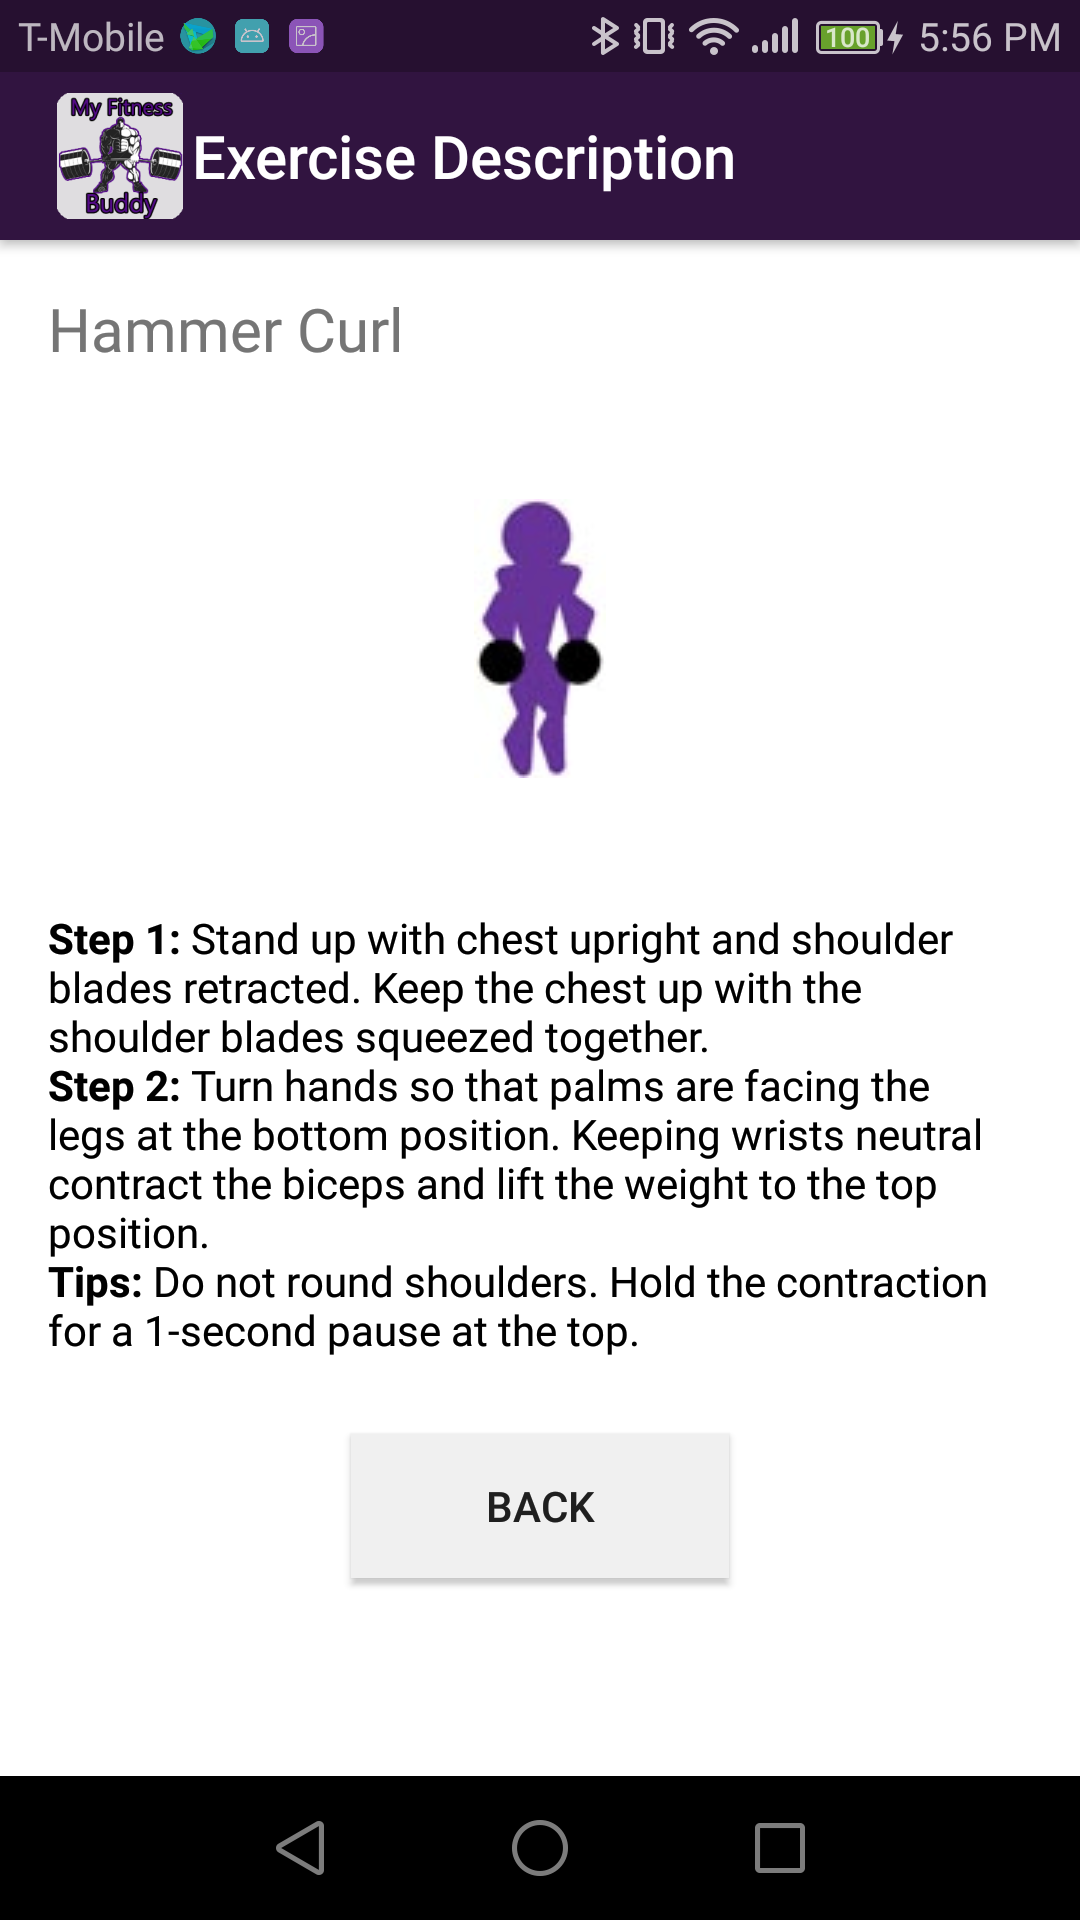 T-Mobile 100 5:56 PM
My Fitness
Buddy
Exercise Description
Hammer Curl
Step 1: Stand up with chest upright and shoulder
blades retracted. Keep the chest up with the
shoulder blades squeezed together.
Step 2: Turn hands so that palms are facing the
legs at the bottom position. Keeping wrists neutral
contract the biceps and lift the weight to the top
position.
Tips: Do not round shoulders. Hold the contraction
for a 1-second pause at the top.
BACK